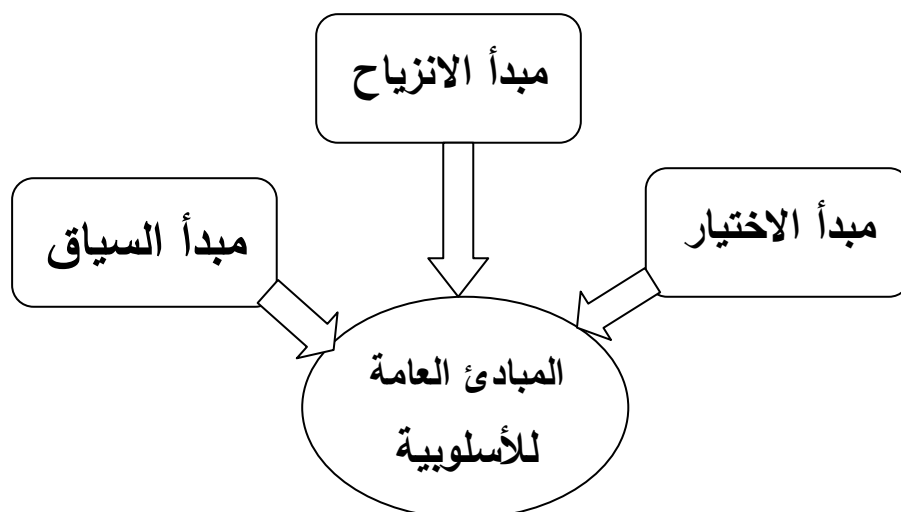 مبدأ الانزياح
مبدأ الاختيار
مبدأ السياق
المبادئ العامة
للأسلوبية